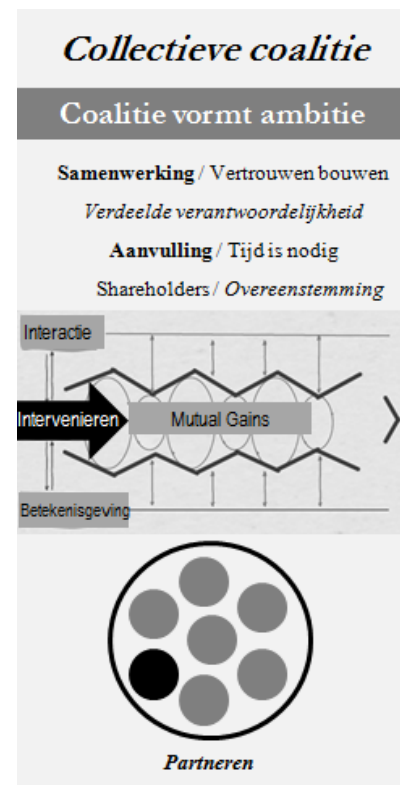 Collectieve coalitie
Coalitie vormt ambitie
Samenwerking / Vertrouwen bouwen
Verdeelde verantwoordelijkheid
Aanvulling / Tijd is nodig
Shareholders / Overeenstemming
Interactie
Intervenieren
Mutual Gains
Betekenisgeving
Partneren